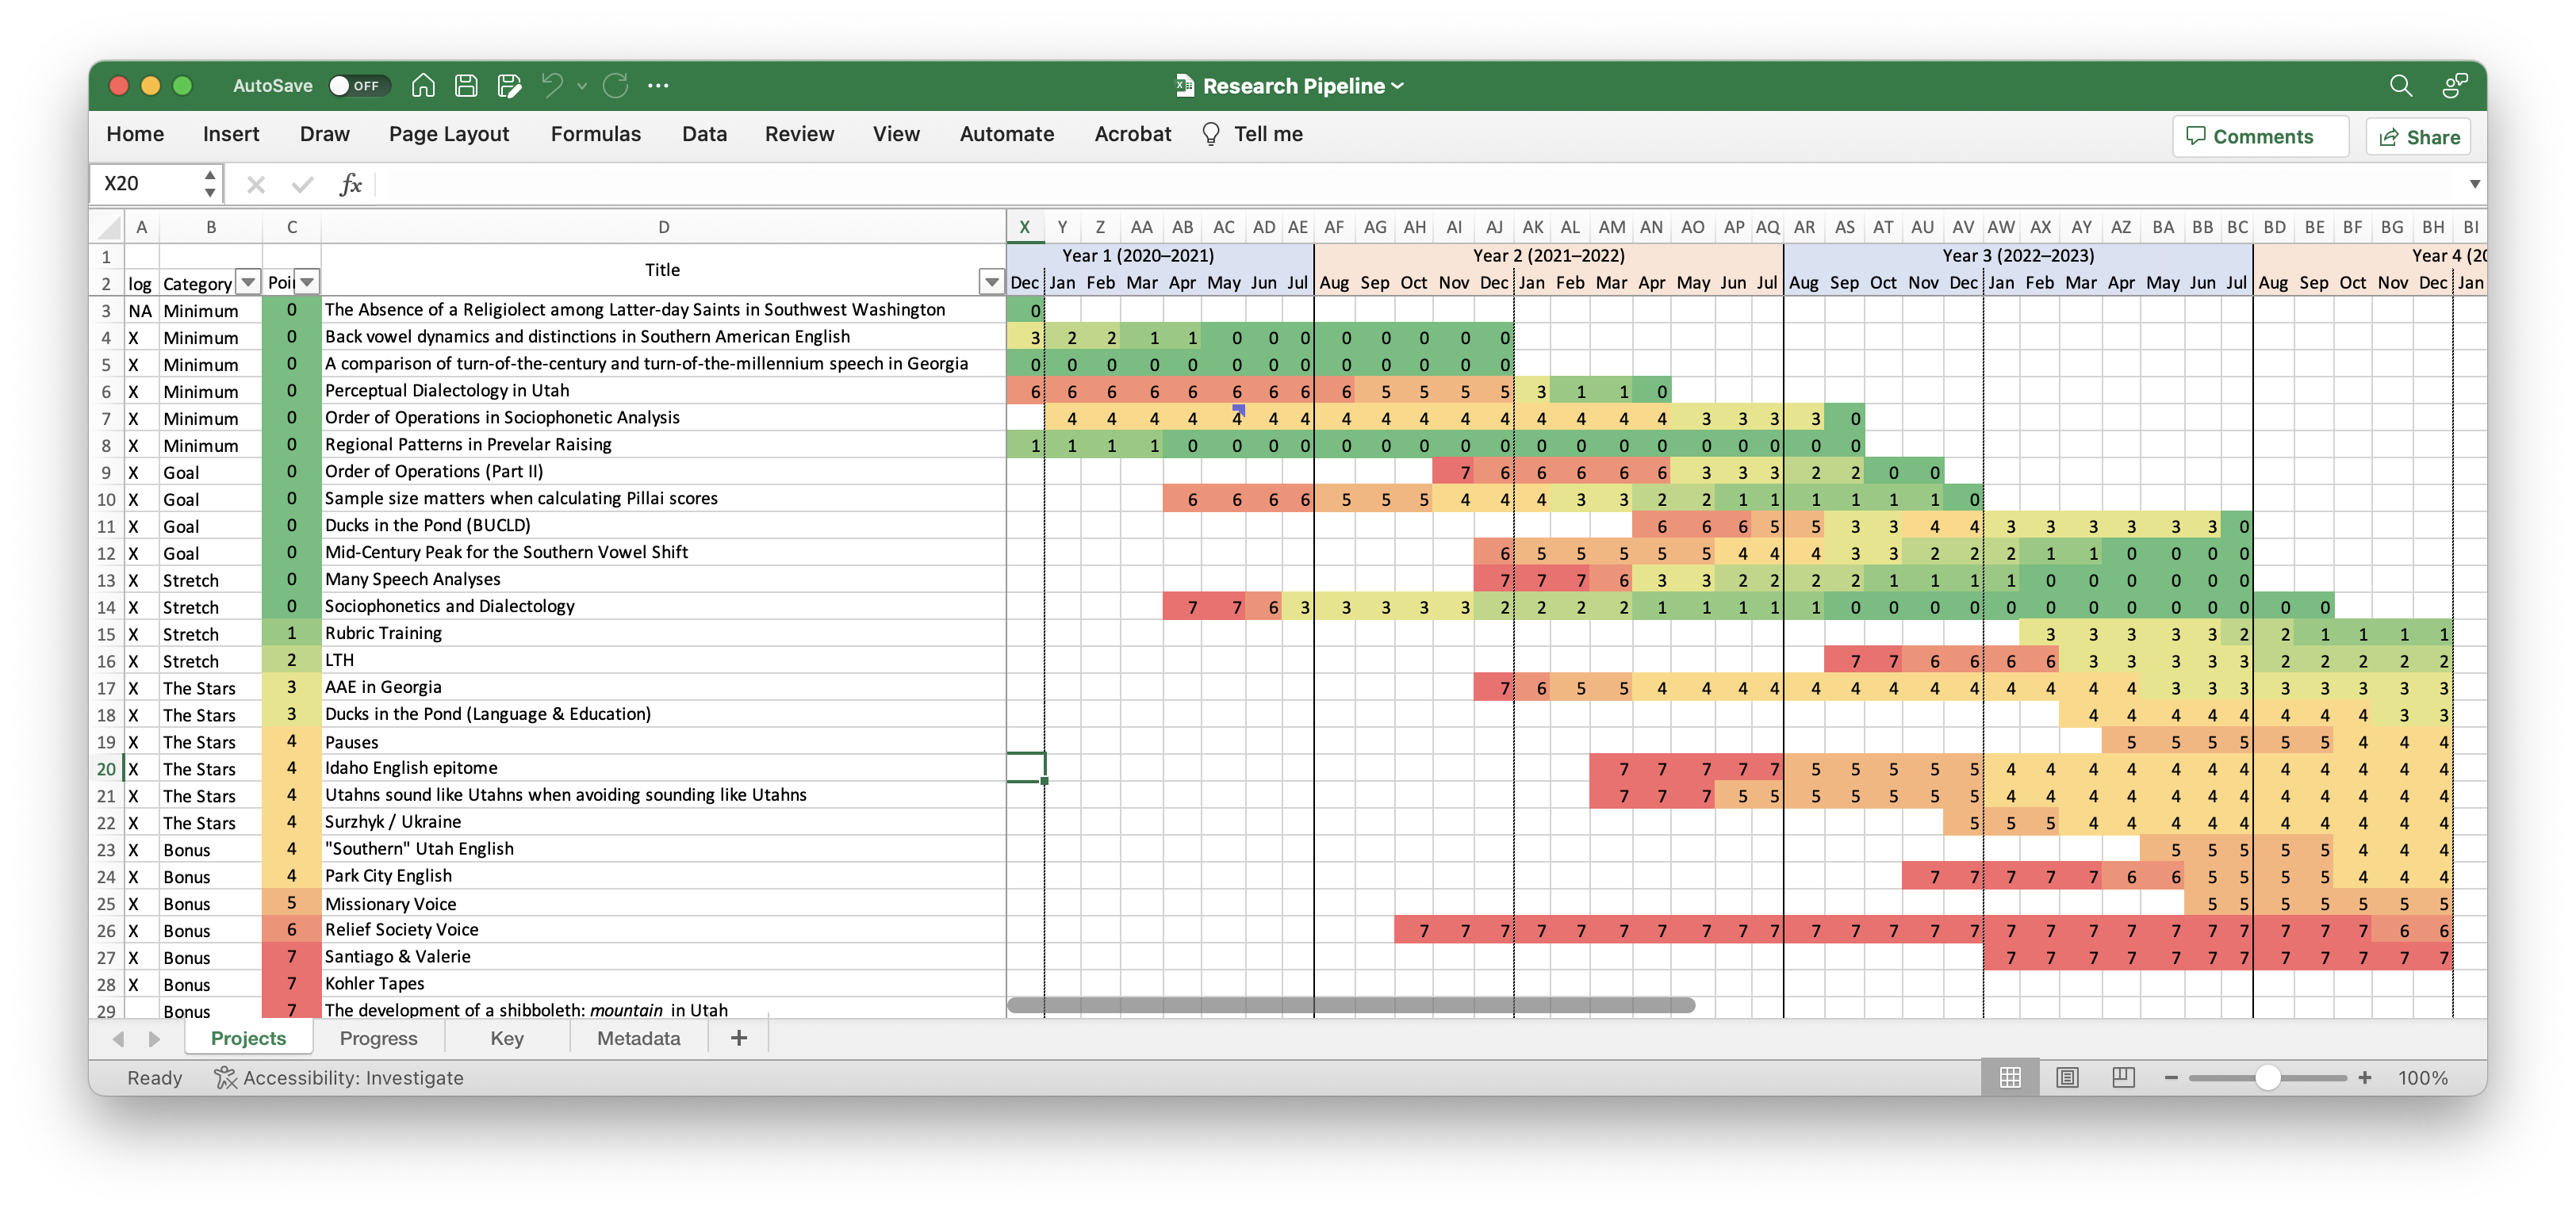 AutoSave OFF Research Pipeline
Home Insert Draw Page Layout Formulas Data Review View Automate Acrobat Tell me Comments Share
X20 fx
A B C D X Y Z AA AB AC AD AE AF AG AH AI AJ AK AL AM AN AO AP AQ AR AS AT AU AV AW AX AY AZ BA BB BC BD BE BF BG BH BI
1 Title Year 1 (2020–2021) Year 2 (2021–2022) Year 3 (2022–2023) Year 4 (20
2 log Category Poi Dec Jan Feb Mar Apr May Jun Jul Aug Sep Oct Nov Dec Jan Feb Mar Apr May Jun Jul Aug Sep Oct Nov Dec Jan Feb Mar Apr May Jun Jul Aug Sep Oct Nov Dec Jan
3 NA Minimum 0 The Absence of a Religiolect among Latter-day Saints in Southwest Washington 0
4 X Minimum 0 Back vowel dynamics and distinctions in Southern American English 3 2 2 1 1 0 0 0 0 0 0 0 0
5 X Minimum 0 A comparison of turn-of-the-century and turn-of-the-millennium speech in Georgia 0 0 0 0 0 0 0 0 0 0 0 0 0
6 X Minimum 0 Perceptual Dialectology in Utah 6 6 6 6 6 6 6 6 6 5 5 5 5 3 1 1 0
7 X Minimum 0 Order of Operations in Sociophonetic Analysis 4 4 4 4 4 4 4 4 4 4 4 4 4 4 4 4 3 3 3 3 0
8 X Minimum 0 Regional Patterns in Prevelar Raising 1 1 1 1 0 0 0 0 0 0 0 0 0 0 0 0 0 0 0 0 0 0
9 X Goal 0 Order of Operations (Part II) 7 6 6 6 6 6 3 3 3 2 2 0 0
10 X Goal 0 Sample size matters when calculating Pillai scores 6 6 6 6 5 5 5 4 4 4 3 3 2 2 1 1 1 1 1 1 0
11 X Goal 0 Ducks in the Pond (BUCLD) 6 6 6 5 5 3 3 4 4 3 3 3 3 3 3 0
12 X Goal 0 Mid-Century Peak for the Southern Vowel Shift 6 5 5 5 5 5 4 4 4 3 3 2 2 2 1 1 0 0 0 0
13 X Stretch 0 Many Speech Analyses 7 7 7 6 3 3 2 2 2 2 1 1 1 1 0 0 0 0 0 0
14 X Stretch 0 Sociophonetics and Dialectology 7 7 6 3 3 3 3 3 2 2 2 2 1 1 1 1 1 0 0 0 0 0 0 0 0 0 0 0 0 0
15 X Stretch 1 Rubric Training 3 3 3 3 3 2 2 1 1 1 1
16 X Stretch 2 LTH 7 7 6 6 6 6 3 3 3 3 3 2 2 2 2 2
17 X The Stars 3 AAE in Georgia 7 6 5 5 4 4 4 4 4 4 4 4 4 4 4 4 4 3 3 3 3 3 3 3 3
18 X The Stars 3 Ducks in the Pond (Language & Education) 4 4 4 4 4 4 4 4 3 3
19 X The Stars 4 Pauses 5 5 5 5 5 5 4 4 4
20 X The Stars 4 Idaho English epitome 7 7 7 7 7 5 5 5 5 5 4 4 4 4 4 4 4 4 4 4 4 4
21 X The Stars 4 Utahns sound like Utahns when avoiding sounding like Utahns 7 7 7 5 5 5 5 5 5 5 4 4 4 4 4 4 4 4 4 4 4 4
22 X The Stars 4 Surzhyk / Ukraine 5 5 5 4 4 4 4 4 4 4 4 4 4
23 X Bonus 4 "Southern" Utah English 5 5 5 5 5 4 4 4
24 X Bonus 4 Park City English 7 7 7 7 7 6 6 5 5 5 5 4 4 4
25 X Bonus 5 Missionary Voice 5 5 5 5 5 5 5
26 X Bonus 6 Relief Society Voice 7 7 7 7 7 7 7 7 7 7 7 7 7 7 7 7 7 7 7 7 7 7 7 7 7 6 6
27 X Bonus 7 Santiago & Valerie 7 7 7 7 7 7 7 7 7 7 7 7
28 X Bonus 7 Kohler Tapes
29 Bonus 7 The development of a shibboleth: mountain in Utah
Projects Progress Key Metadata +
Ready Accessibility: Investigate 100%